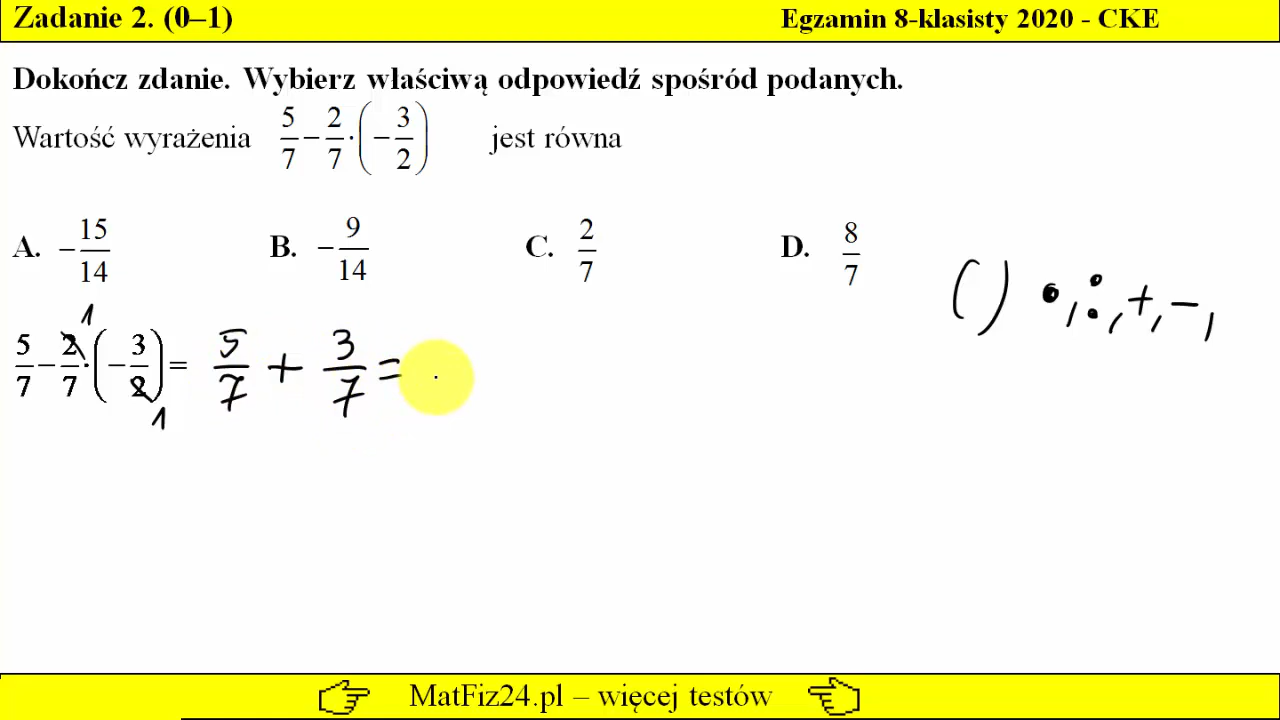 Zadanie 2. (0–1) Egzamin 8-klasisty 2020 - CKE
Dokończ zdanie. Wybierz właściwą odpowiedź spośród podanych.
Wartość wyrażenia 5/7 − 2/7 · (−3/2) jest równa
A. −15/14 B. −9/14 C. 2/7 D. 8/7
( ) •, :, +, −,
1
5/7 − 2/7 · (−3/2) = 5/7 + 3/7 =
1
MatFiz24.pl – więcej testów